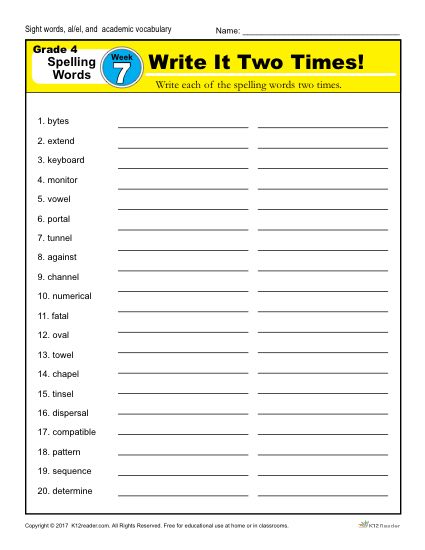 Sight words, al/el, and academic vocabulary
Name:
Grade 4
Spelling
Words
Week
7
Write It Two Times!
Write each of the spelling words two times.
1. bytes
2. extend
3. keyboard
4. monitor
5. vowel
6. portal
7. tunnel
8. against
9. channel
10. numerical
11. fatal
12. oval
13. towel
14. chapel
15. tinsel
16. dispersal
17. compatible
18. pattern
19. sequence
20. determine
Copyright © 2017 K12reader.com. All Rights Reserved. Free for educational use at home or in classrooms.
K12Reader